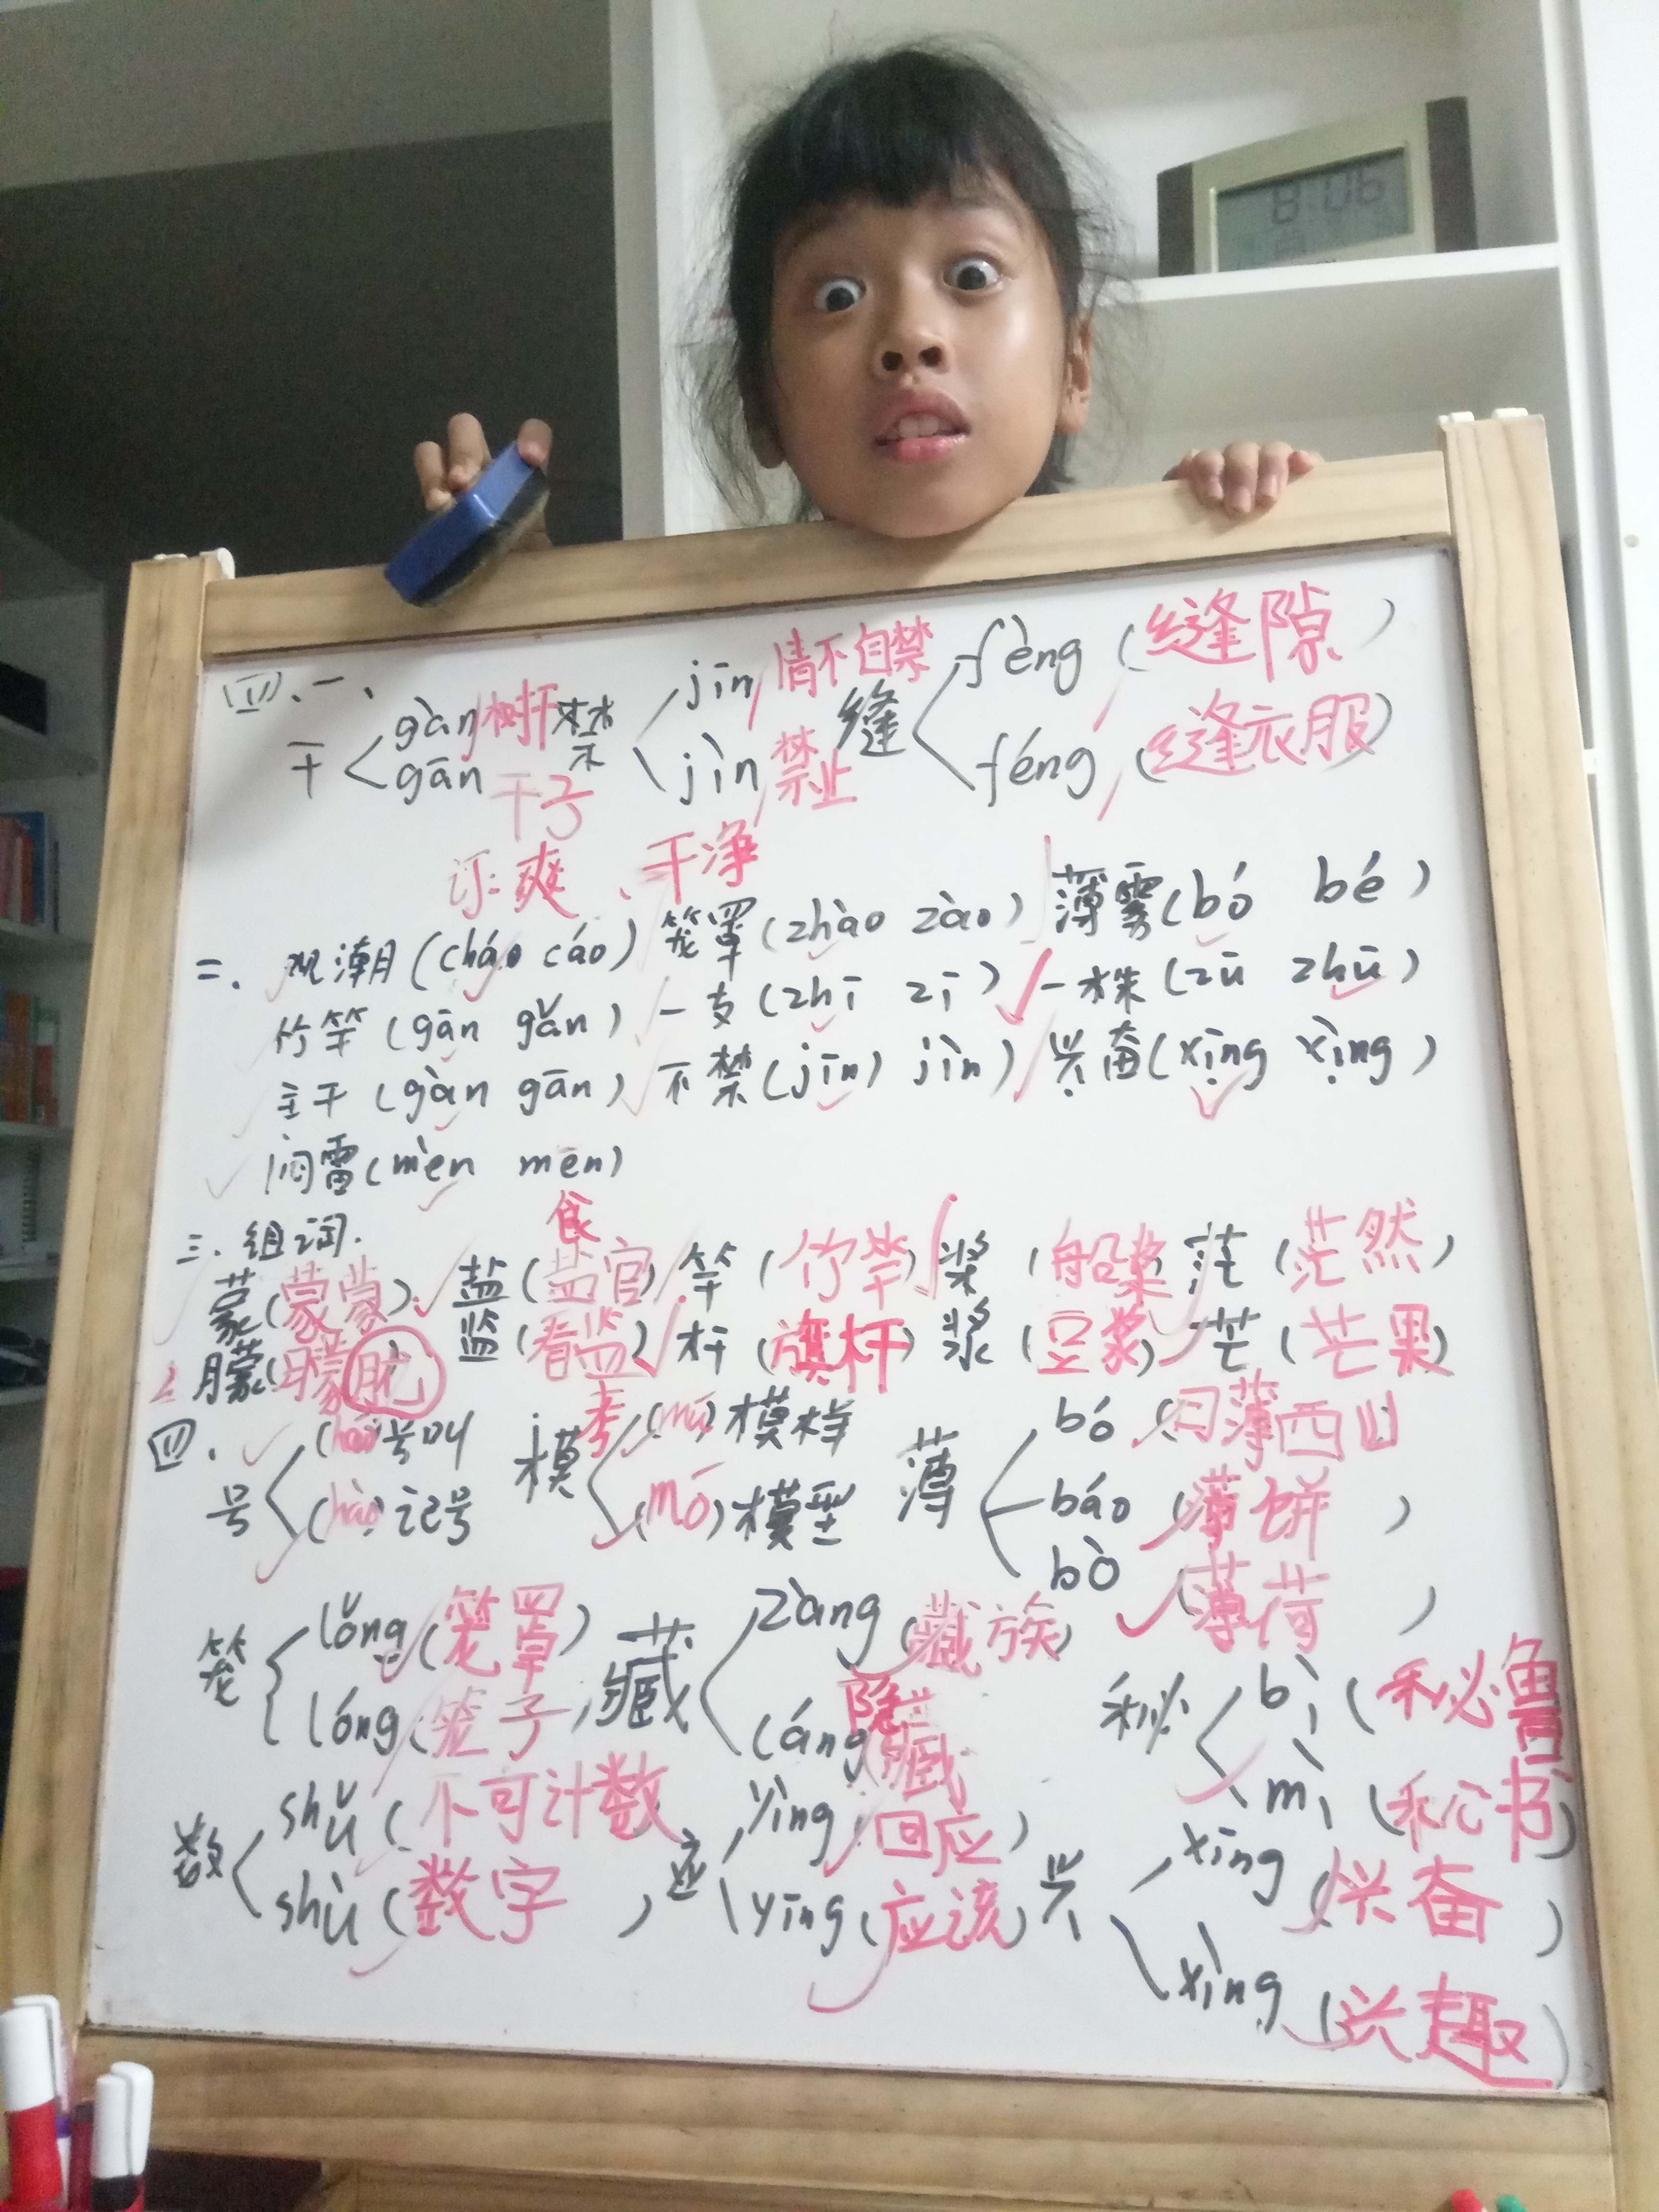 8:06
四、一、
干 gàn 树杆 禁 jīn 情不自禁 缝 fèng (缝隙)
gān 干子 jìn 禁止 féng (缝衣服)
爽、干净
二、观潮(cháo cáo) 笼罩(zhào zào) 薄雾(bó bé)
竹竿(gān gǎn) 一支(zhī zī) 一株(zū zhū)
主干(gàn gān) 不禁(jīn) jìn) 兴奋(xīng xìng)
闷雷(mèn mēn)
三、组词.
食
蒙(蒙蒙) 盐(盐官) 竿(竹竿) 桨(船桨) 茫(茫然)
朦(朦胧) 监(看监) 杆(旗杆) 浆(豆浆) 芒(芒果)
考
四、
号 (háo)号叫 模 (mú)模样 薄 bó (日薄西山
(hào)记号 (mó)模型 báo (薄饼)
bò (薄荷)
笼 lǒng(笼罩) 藏 zàng(藏族) 秘 bì(秘鲁
lóng(笼子) cáng 隐藏 mì(秘书)
数 shǔ(不可计数 应 yìng 回应) 兴 xīng(兴奋)
shù(数字) yīng(应该) xìng(兴趣)